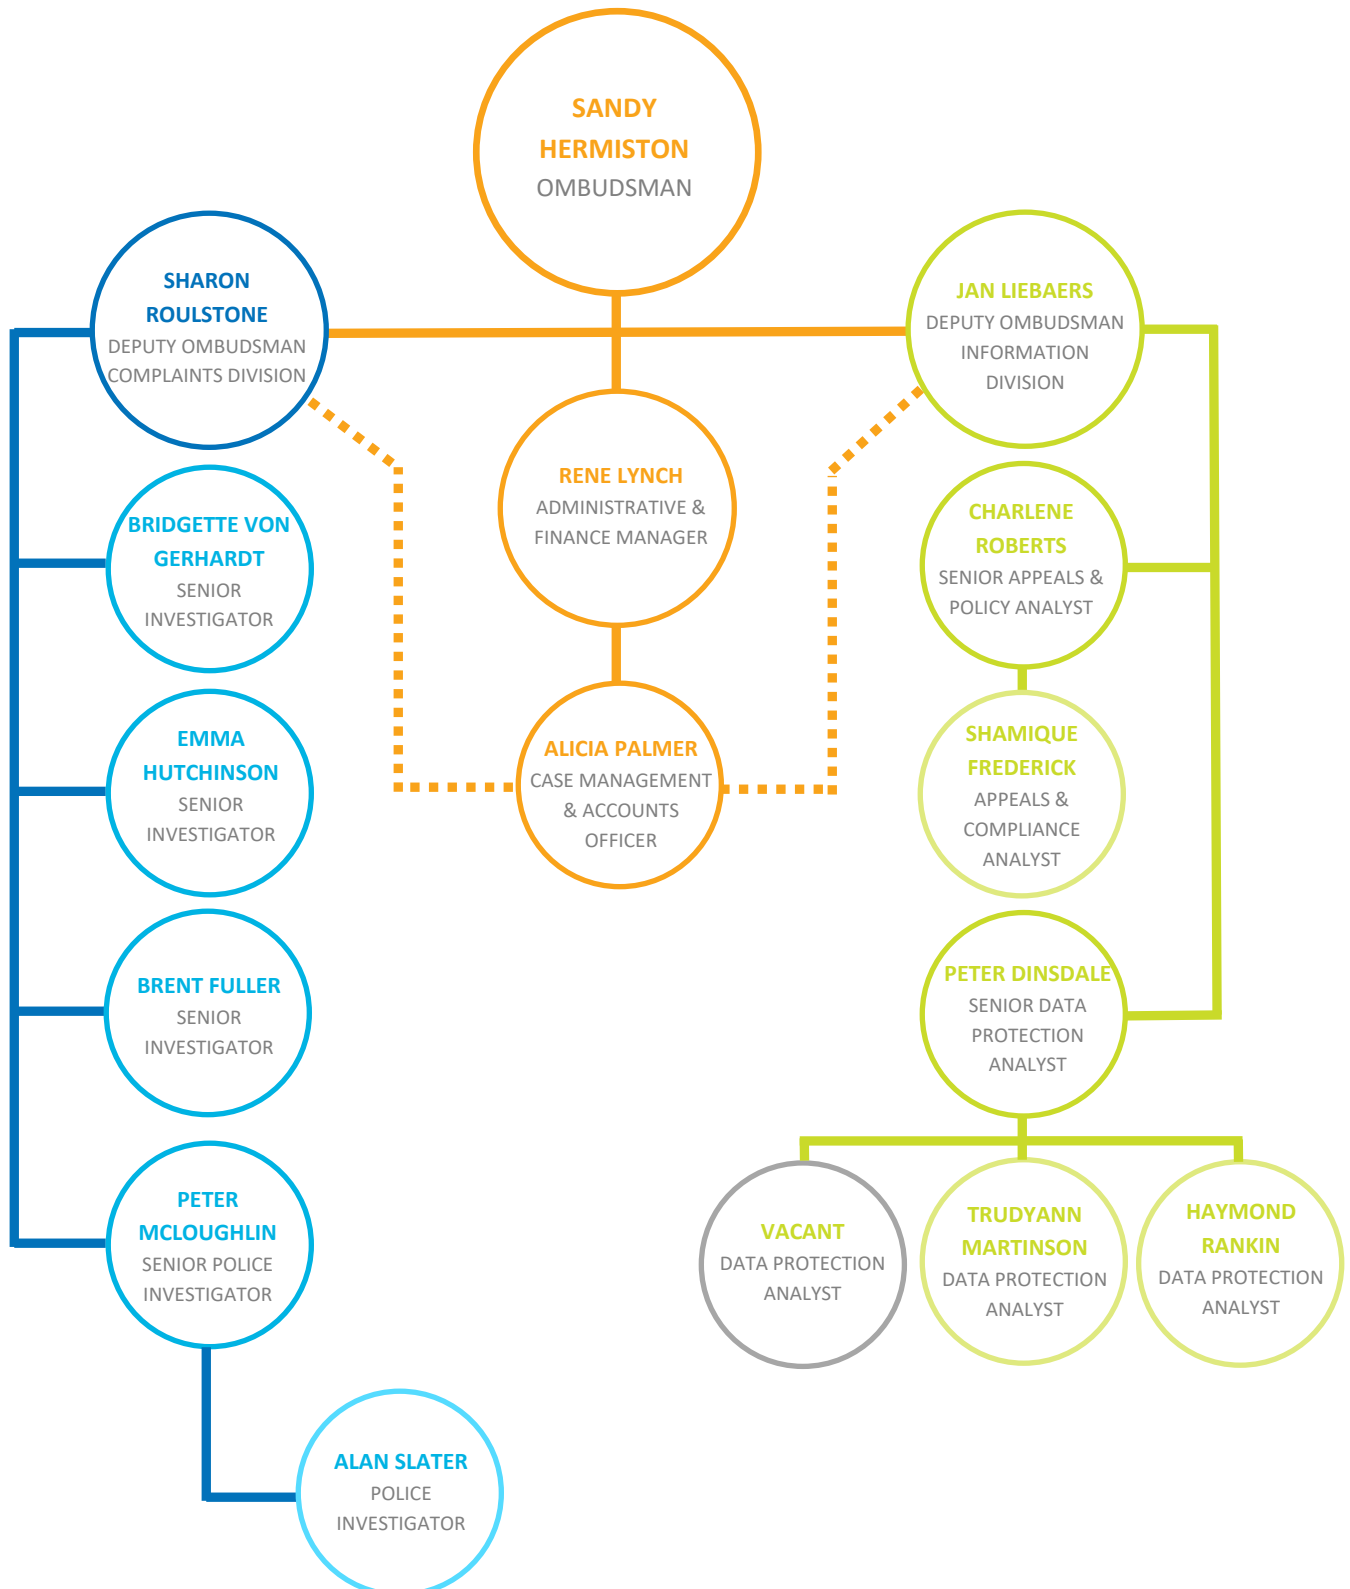 SANDY
HERMISTON
OMBUDSMAN
SHARON
ROULSTONE
DEPUTY OMBUDSMAN
COMPLAINTS DIVISION
JAN LIEBAERS
DEPUTY OMBUDSMAN
INFORMATION
DIVISION
RENE LYNCH
ADMINISTRATIVE &
FINANCE MANAGER
BRIDGETTE VON
GERHARDT
SENIOR
INVESTIGATOR
CHARLENE
ROBERTS
SENIOR APPEALS &
POLICY ANALYST
EMMA
HUTCHINSON
SENIOR
INVESTIGATOR
ALICIA PALMER
CASE MANAGEMENT
& ACCOUNTS
OFFICER
SHAMIQUE
FREDERICK
APPEALS &
COMPLIANCE
ANALYST
BRENT FULLER
SENIOR
INVESTIGATOR
PETER DINSDALE
SENIOR DATA
PROTECTION
ANALYST
PETER
MCLOUGHLIN
SENIOR POLICE
INVESTIGATOR
VACANT
DATA PROTECTION
ANALYST
TRUDYANN
MARTINSON
DATA PROTECTION
ANALYST
HAYMOND
RANKIN
DATA PROTECTION
ANALYST
ALAN SLATER
POLICE
INVESTIGATOR